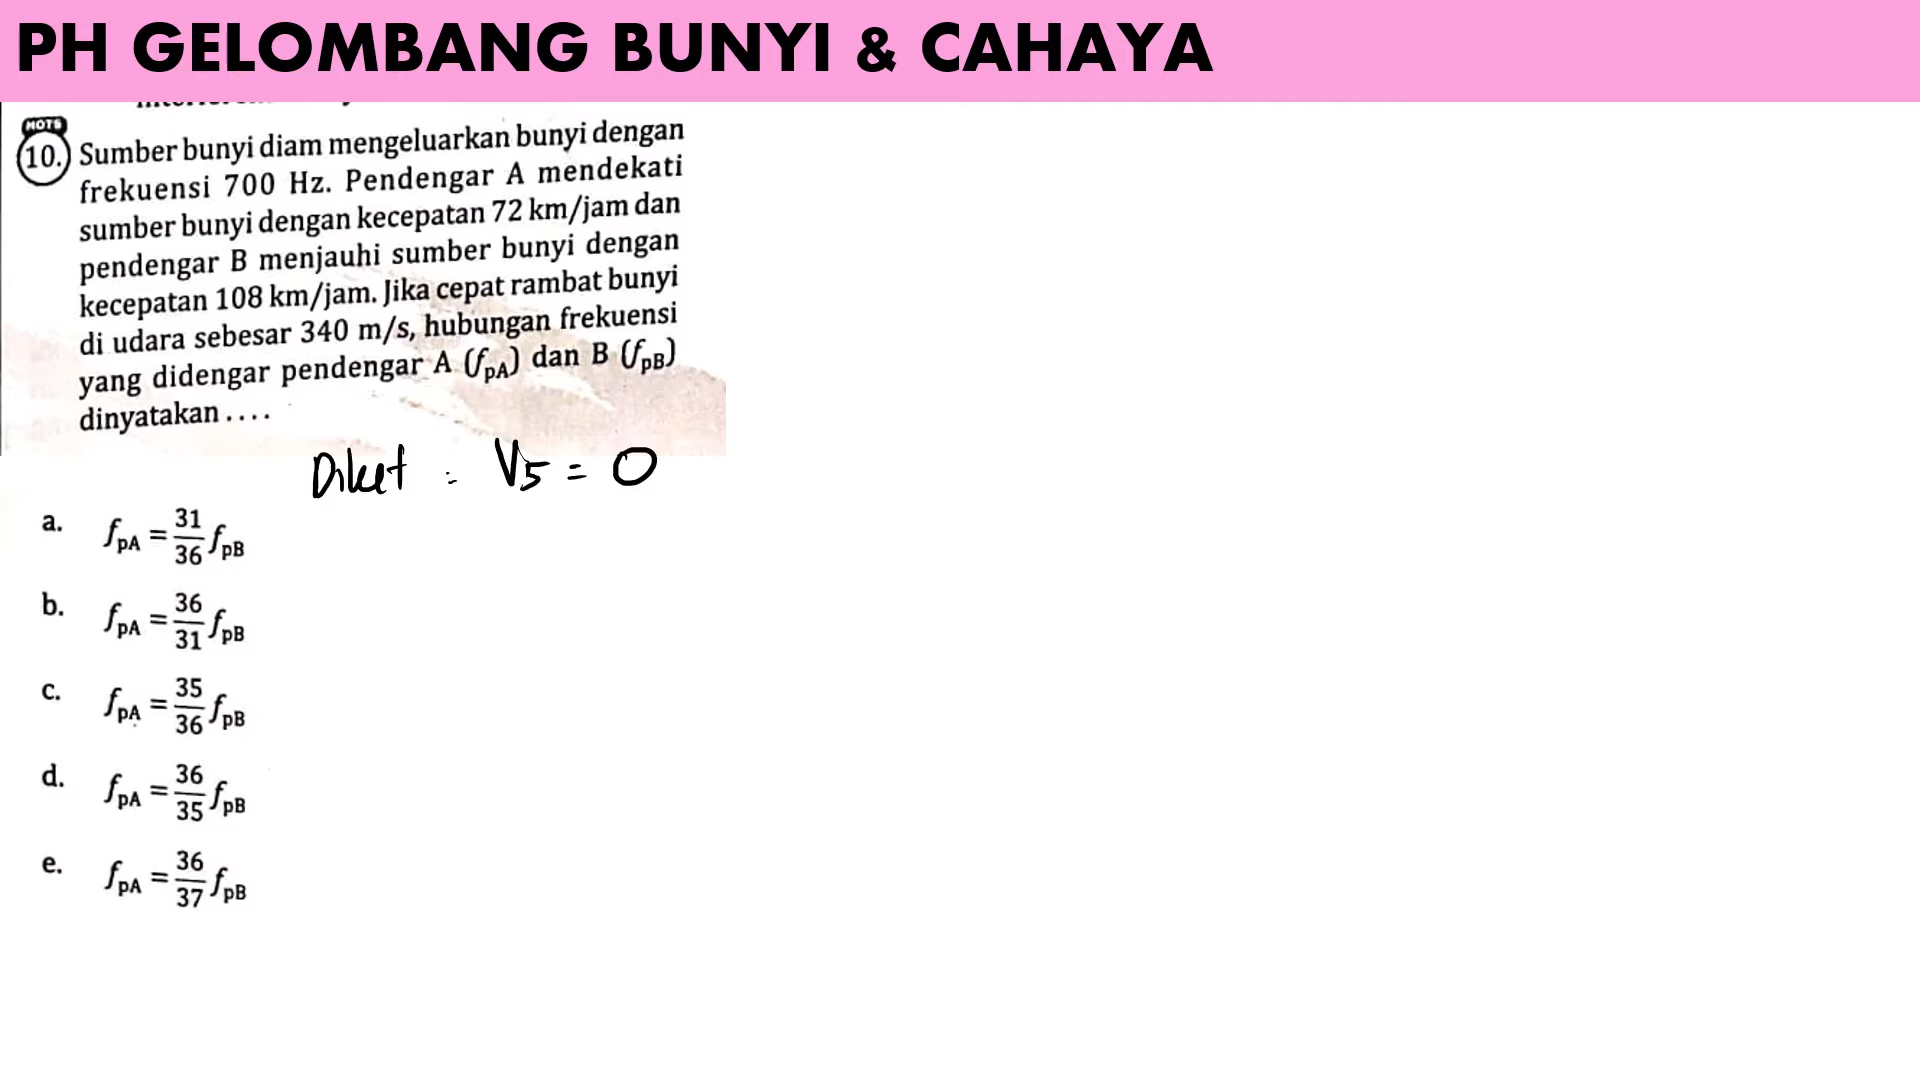 PH GELOMBANG BUNYI & CAHAYA
HOTS
10. Sumber bunyi diam mengeluarkan bunyi dengan
frekuensi 700 Hz. Pendengar A mendekati
sumber bunyi dengan kecepatan 72 km/jam dan
pendengar B menjauhi sumber bunyi dengan
kecepatan 108 km/jam. Jika cepat rambat bunyi
di udara sebesar 340 m/s, hubungan frekuensi
yang didengar pendengar A (fpA) dan B (fpB)
dinyatakan . . . .
Diket : Vs = 0
a. fpA = 31/36 fpB
b. fpA = 36/31 fpB
c. fpA = 35/36 fpB
d. fpA = 36/35 fpB
e. fpA = 36/37 fpB